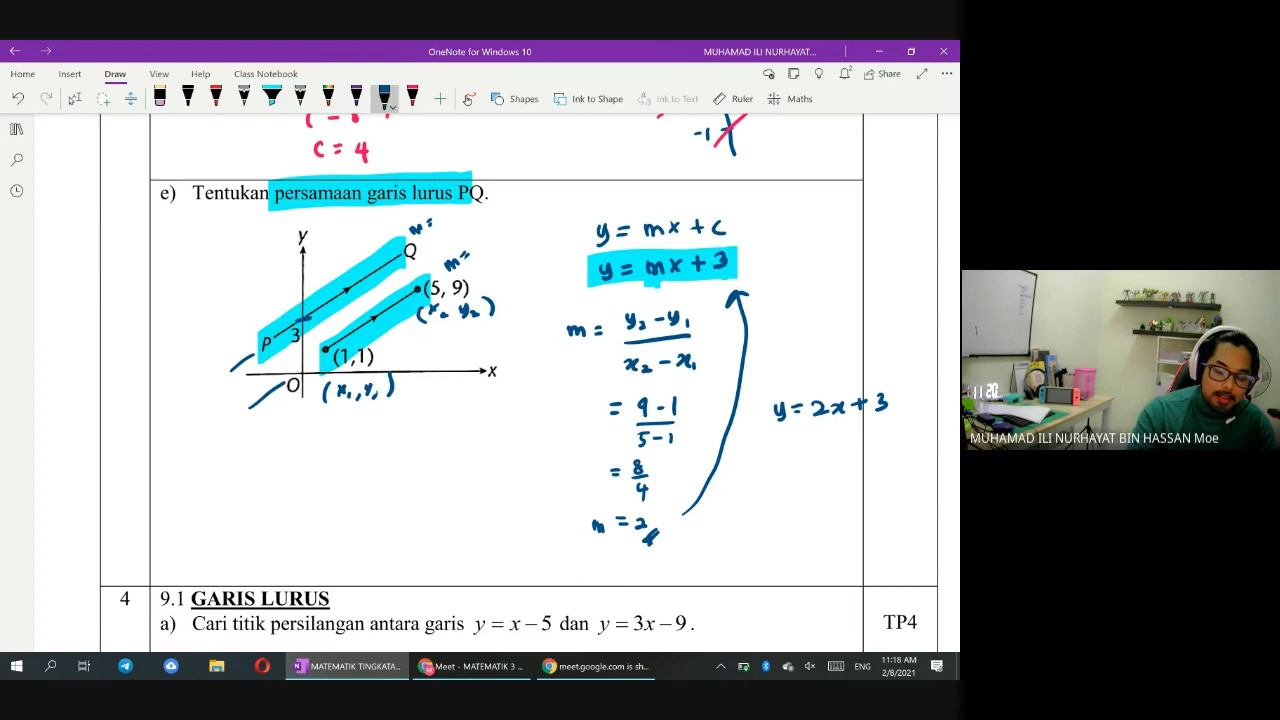 OneNote for Windows 10
MUHAMAD ILI NURHAYAT...
Home Insert Draw View Help Class Notebook
Share
Shapes Ink to Shape Ink to Text Ruler Maths
C = 4
-1
e) Tentukan persamaan garis lurus PQ.
y
m=
Q
m=
(5, 9)
(x₂ y₂)
3
P
(1, 1)
O
x
(x₁, y₁)
y = mx + c
y = mx + 3
m = y₂ - y₁
x₂ - x₁
= 9 - 1
5 - 1
= 8
4
m = 2
y = 2x + 3
4 9.1 GARIS LURUS
a) Cari titik persilangan antara garis y = x − 5 dan y = 3x − 9 .
TP4
MATEMATIK TINGKATA...
Meet - MATEMATIK 3 ...
meet.google.com is sh...
ENG
11:18 AM
2/8/2021
11:20
MUHAMAD ILI NURHAYAT BIN HASSAN Moe